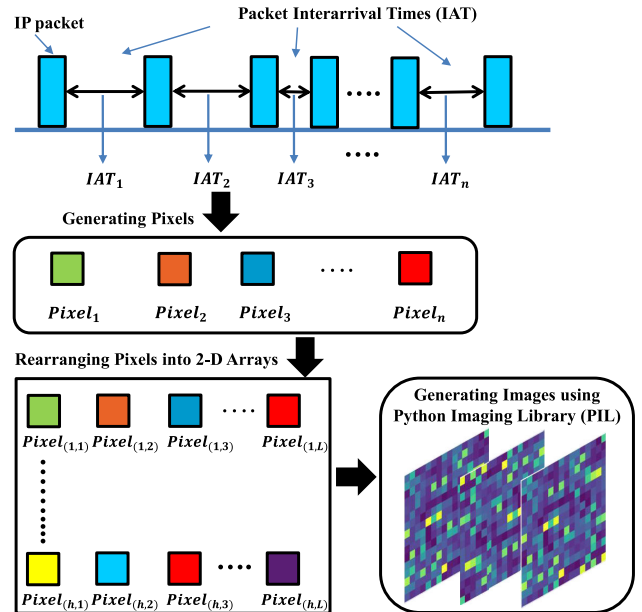 Packet Interarrival Times (IAT)
IP packet
....
....
IAT₁ IAT₂ IAT₃ IATₙ
Generating Pixels
....
Pixel₁ Pixel₂ Pixel₃ Pixelₙ
Rearranging Pixels into 2-D Arrays
....
Pixel₍₁,₁₎ Pixel₍₁,₂₎ Pixel₍₁,₃₎ Pixel₍₁,L₎
....
Pixel₍h,₁₎ Pixel₍h,₂₎ Pixel₍h,₃₎ Pixel₍h,L₎
Generating Images using
Python Imaging Library (PIL)